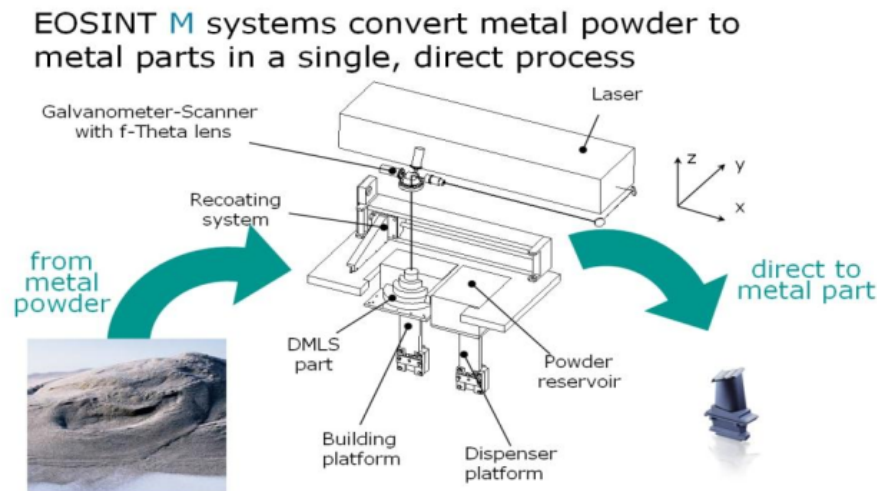 EOSINT M systems convert metal powder to
metal parts in a single, direct process
Laser
Galvanometer-Scanner
with f-Theta lens
z
y
x
Recoating
system
from
metal
powder
direct to
metal part
DMLS
part
Powder
reservoir
Building
platform
Dispenser
platform